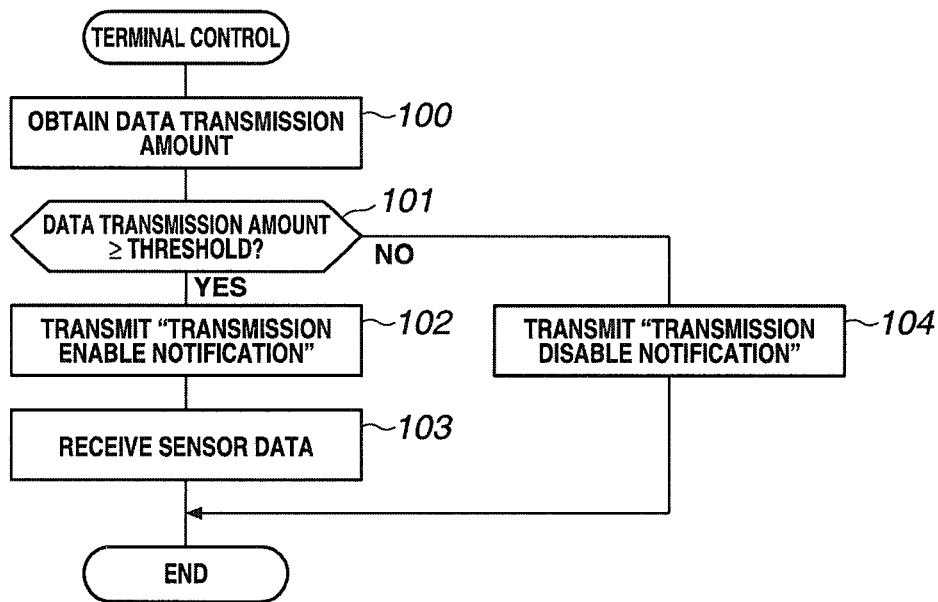 TERMINAL CONTROL
OBTAIN DATA TRANSMISSION
AMOUNT
100
DATA TRANSMISSION AMOUNT
≥ THRESHOLD?
101
NO
YES
TRANSMIT “TRANSMISSION
ENABLE NOTIFICATION”
102
TRANSMIT “TRANSMISSION
DISABLE NOTIFICATION”
104
RECEIVE SENSOR DATA
103
END